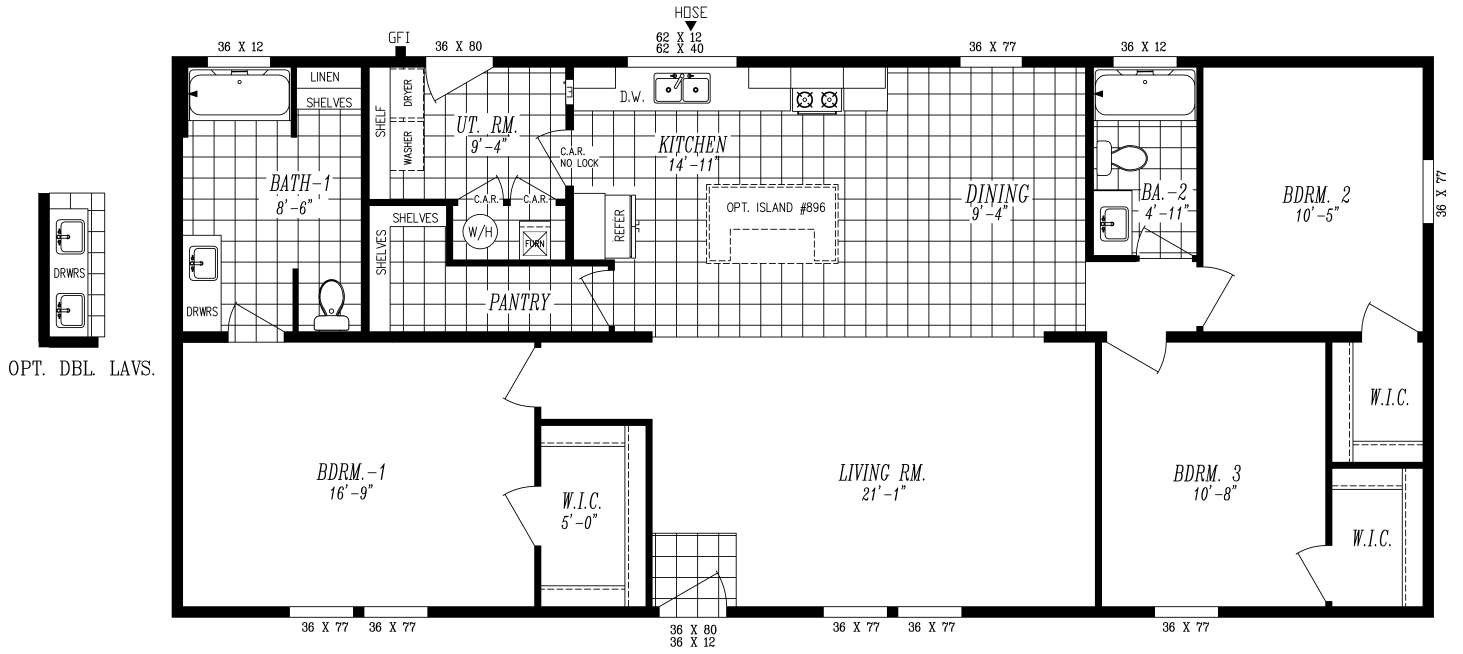 HOSE
GFI
36 X 12
36 X 80
62 X 12
62 X 40
36 X 77
36 X 12
LINEN
SHELVES
SHELF
DRYER
WASHER
UT. RM.
9'-4"
D.W.
KITCHEN
14'-11"
C.A.R.
NO LOCK
BATH-1
8'-6"
C.A.R.
C.A.R.
W/H
FURN
REFER
OPT. ISLAND #896
DINING
9'-4"
BA.-2
4'-11"
BDRM. 2
10'-5"
36 X 77
SHELVES
SHELVES
PANTRY
DRWRS
DRWRS
OPT. DBL. LAVS.
BDRM.-1
16'-9"
W.I.C.
5'-0"
LIVING RM.
21'-1"
BDRM. 3
10'-8"
W.I.C.
W.I.C.
36 X 77
36 X 77
36 X 80
36 X 12
36 X 77
36 X 77
36 X 77